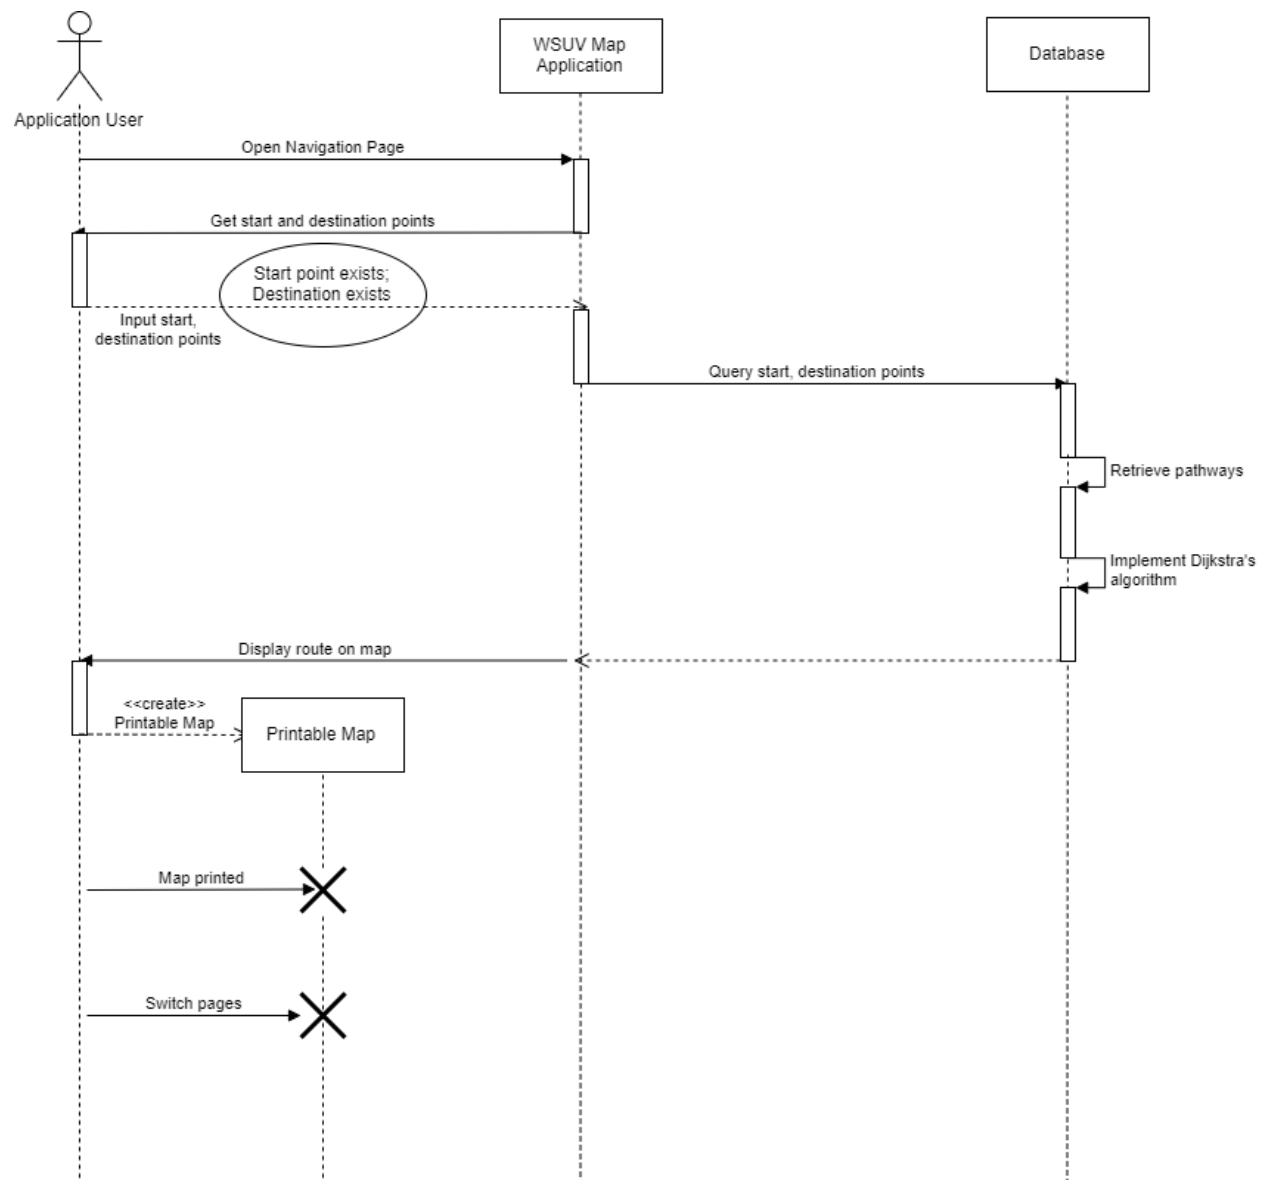 WSUV Map
Application
Database
Application User
Open Navigation Page
Get start and destination points
Start point exists;
Destination exists
Input start,
destination points
Query start, destination points
Retrieve pathways
Implement Dijkstra's
algorithm
Display route on map
<<create>>
Printable Map
Printable Map
Map printed
Switch pages